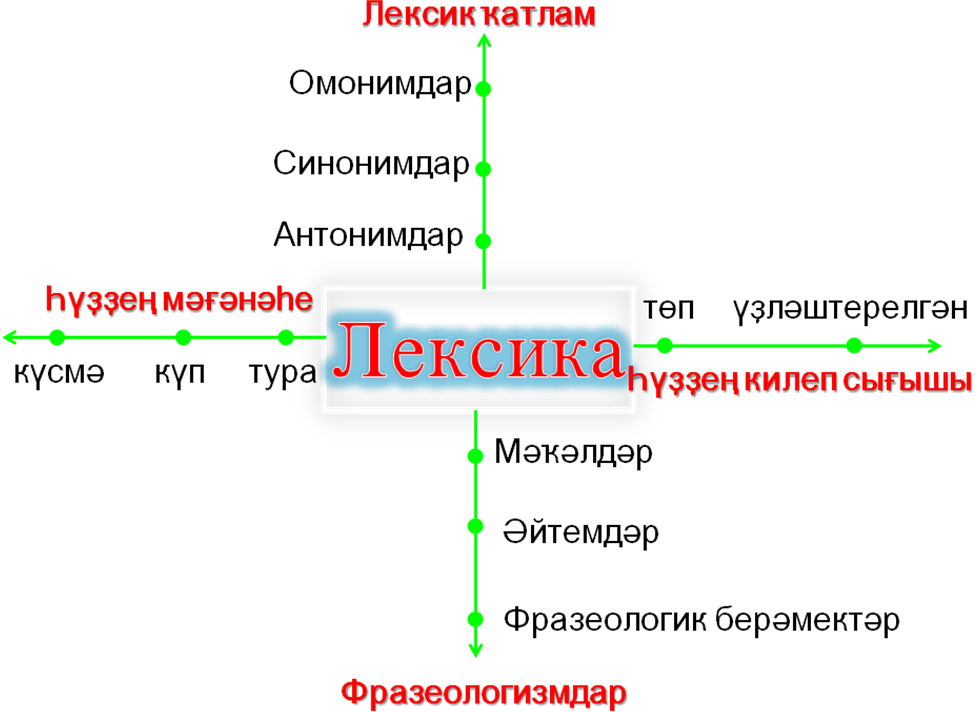 Лексик ҡатлам
Омонимдар
Синонимдар
Антонимдар
Һүҙҙең мәғәнәһе
төп үҙләштерелгән
Лексика
күсмә күп тура
Һүҙҙең килеп сығышы
Мәҡәлдәр
Әйтемдәр
Фразеологик берәмектәр
Фразеологизмдар